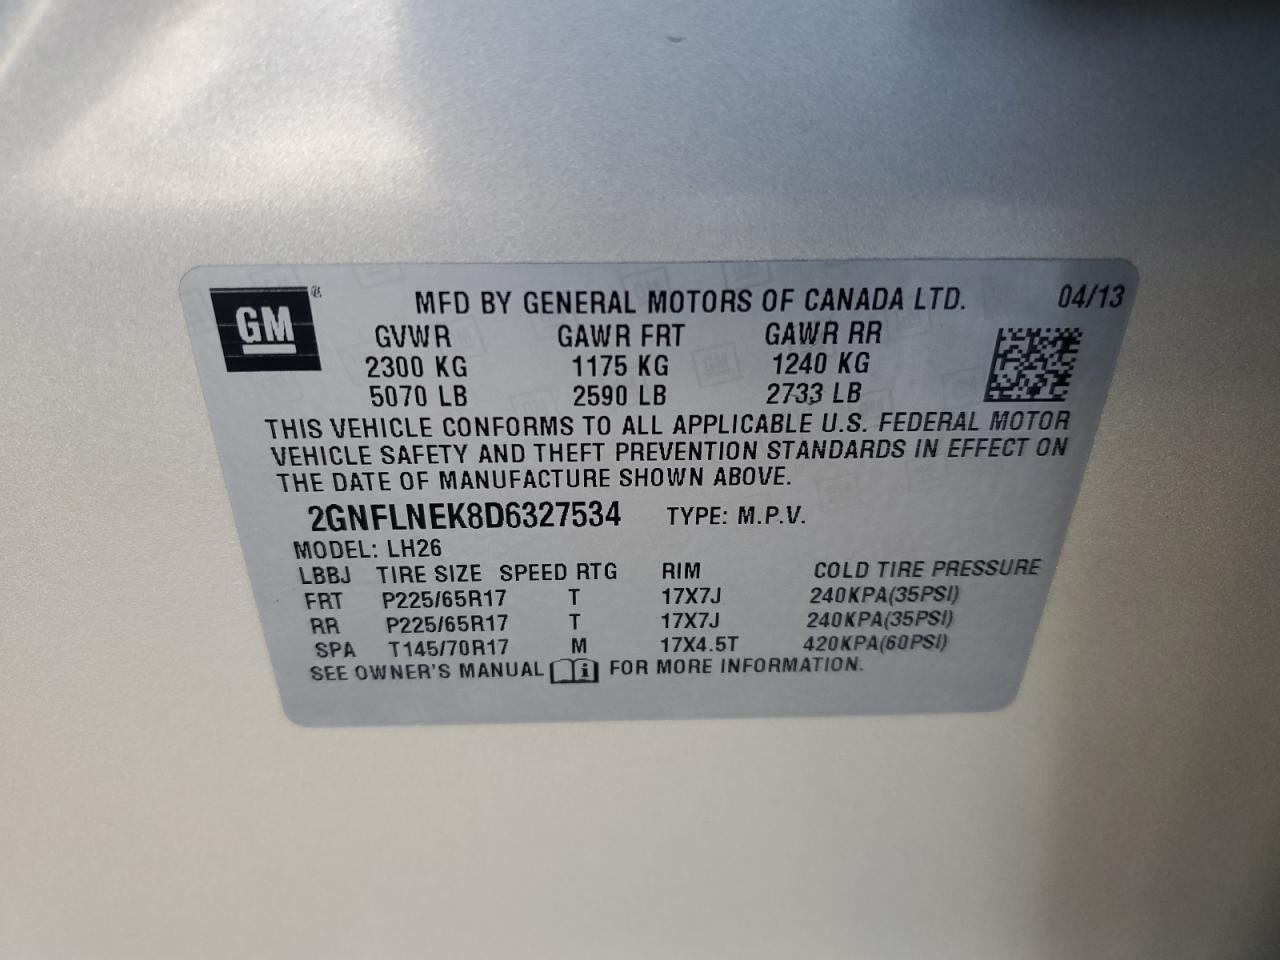 GM ®
MFD BY GENERAL MOTORS OF CANADA LTD. 04/13
GVWR GAWR FRT GAWR RR
2300 KG 1175 KG 1240 KG
5070 LB 2590 LB 2733 LB
THIS VEHICLE CONFORMS TO ALL APPLICABLE U.S. FEDERAL MOTOR
VEHICLE SAFETY AND THEFT PREVENTION STANDARDS IN EFFECT ON
THE DATE OF MANUFACTURE SHOWN ABOVE.
2GNFLNEK8D6327534 TYPE: M.P.V.
MODEL: LH26
LBBJ TIRE SIZE SPEED RTG RIM COLD TIRE PRESSURE
FRT P225/65R17 T 17X7J 240KPA(35PSI)
RR P225/65R17 T 17X7J 240KPA(35PSI)
SPA T145/70R17 M 17X4.5T 420KPA(60PSI)
SEE OWNER'S MANUAL i FOR MORE INFORMATION.